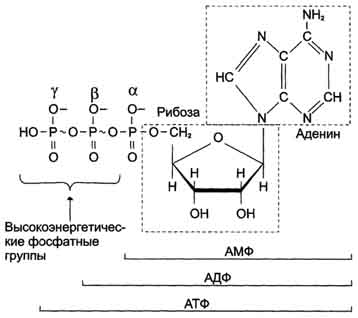 NH₂
N
N
HC
CH
N
N
Аденин
γ
β
α
O–
O–
O–
Рибоза
HO–P~O~P~O~P–O–CH₂
O
O
O
O
H
H
H
H
OH
OH
Высокоэнергетичес-
кие фосфатные
группы
АМФ
АДФ
АТФ